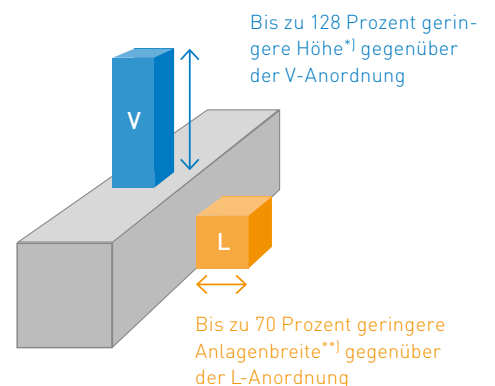 Bis zu 128 Prozent gerin-
gere Höhe*) gegenüber
der V-Anordnung
V
L
Bis zu 70 Prozent geringere
Anlagenbreite**) gegenüber
der L-Anordnung